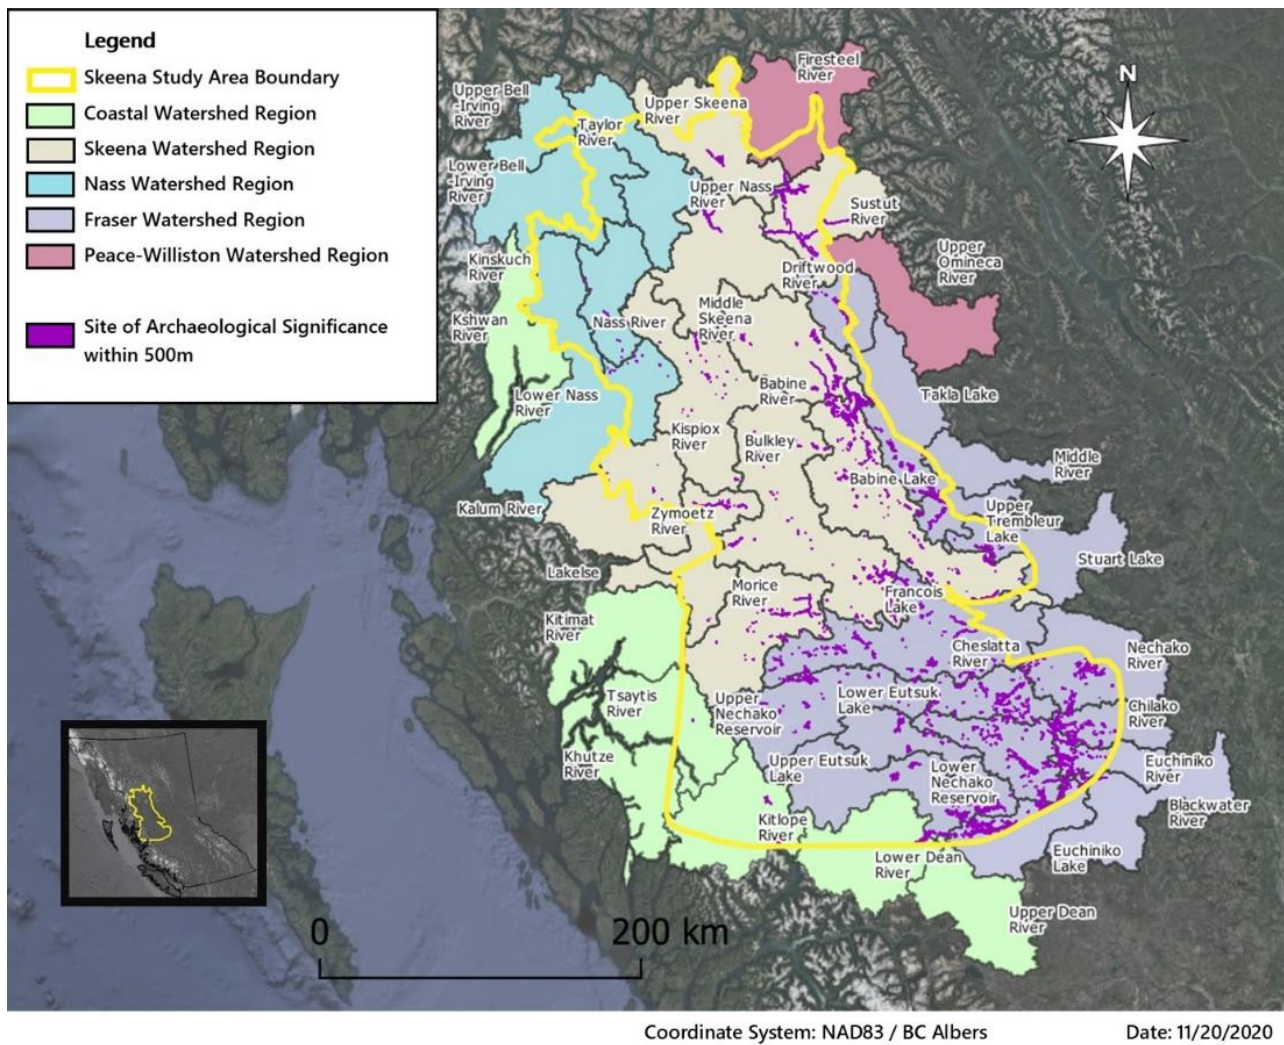 Legend
Skeena Study Area Boundary
Coastal Watershed Region
Skeena Watershed Region
Nass Watershed Region
Fraser Watershed Region
Peace-Williston Watershed Region
Site of Archaeological Significance
within 500m
N
Firesteel
River
Upper Bell
-Irving
River
Upper Skeena
River
Taylor
River
Lower Bell
-Irving
River
Upper Nass
River
Sustut
River
Kinskuch
River
Driftwood
River
Upper
Omineca
River
Kshwan
River
Nass River
Middle
Skeena
River
Lower Nass
River
Babine
River
Takla Lake
Kispiox
River
Bulkley
River
Middle
River
Babine Lake
Kalum River
Zymoetz
River
Upper
Trembleur
Lake
Stuart Lake
Lakelse
Morice
River
Francois
Lake
Kitimat
River
Cheslatta
River
Nechako
River
Tsaytis
River
Upper
Nechako
Reservoir
Lower Eutsuk
Lake
Chilako
River
Khutze
River
Upper Eutsuk
Lake
Lower
Nechako
Reservoir
Euchiniko
River
Blackwater
River
Kitlope
River
Lower Dean
River
Euchiniko
Lake
Upper Dean
River
0 200 km
Coordinate System: NAD83 / BC Albers Date: 11/20/2020